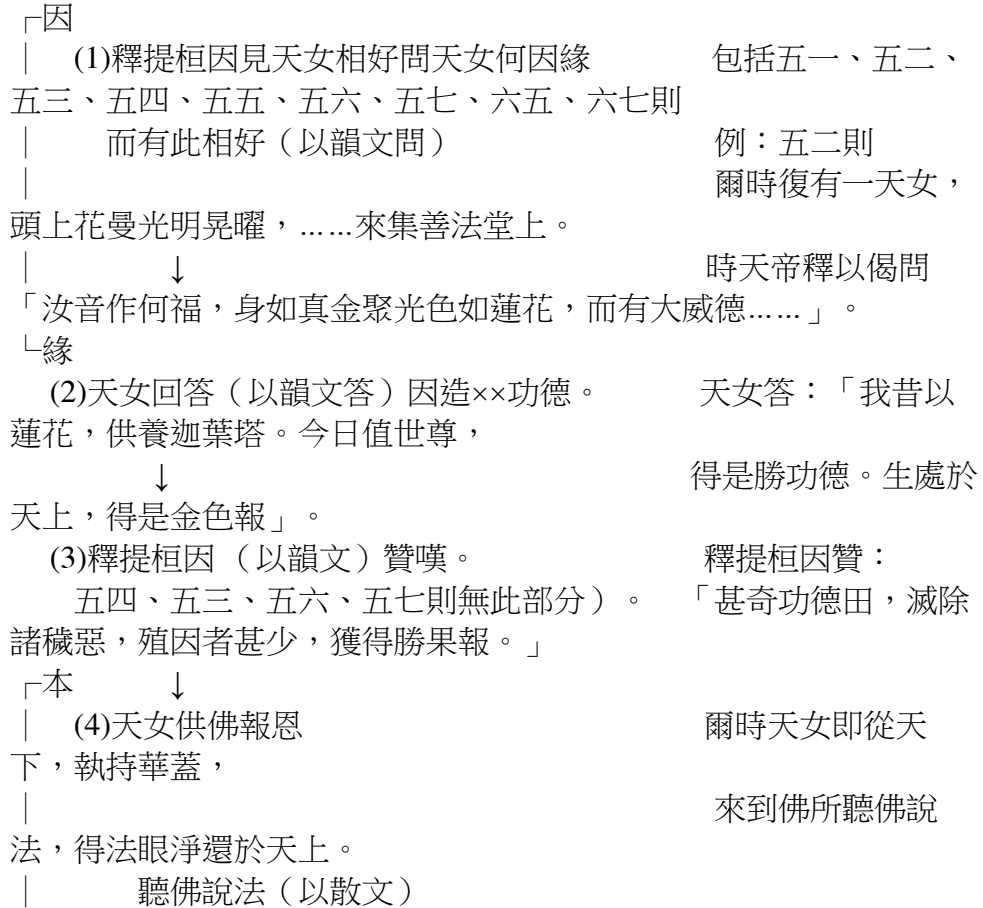 ┌因
│ (1)釋提桓因見天女相好問天女何因緣 包括五一、五二、
五三、五四、五五、五六、五七、六五、六七則
│ 而有此相好（以韻文問） 例：五二則
│ 爾時復有一天女，
頭上花曼光明晃曜，……來集善法堂上。
│ ↓ 時天帝釋以偈問
「汝音作何福，身如真金聚光色如蓮花，而有大威德……」。
└緣
(2)天女回答（以韻文答）因造××功德。 天女答：「我昔以
蓮花，供養迦葉塔。今日值世尊，
↓ 得是勝功德。生處於
天上，得是金色報」。
(3)釋提桓因 （以韻文）贊嘆。 釋提桓因贊：
五四、五三、五六、五七則無此部分）。 「甚奇功德田，滅除
諸穢惡，殖因者甚少，獲得勝果報。」
┌本 ↓
│ (4)天女供佛報恩 爾時天女即從天
下，執持華蓋，
│ 來到佛所聽佛說
法，得法眼淨還於天上。
│ 聽佛說法（以散文）